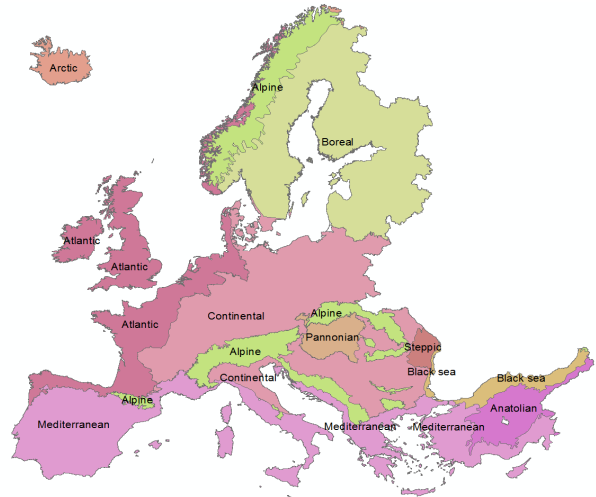 Arctic
Alpine
Boreal
Atlantic
Atlantic
Atlantic
Continental
Alpine
Pannonian
Steppic
Alpine
Black sea
Continental
Black sea
Alpine
Anatolian
Mediterranean
Mediterranean
Mediterranean